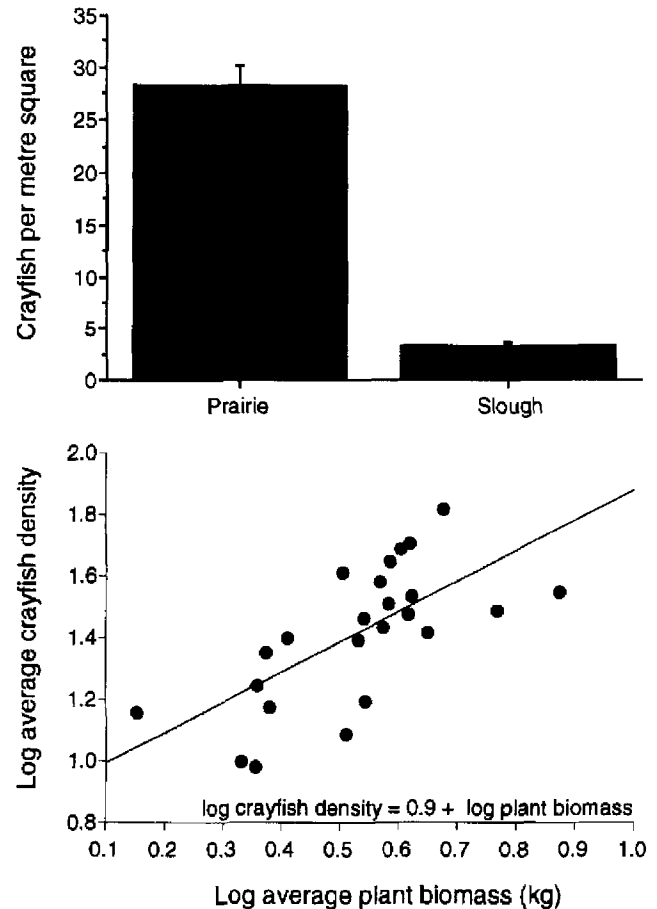 Crayfish per metre square
35
30
25
20
15
10
5
0
Prairie Slough
Log average crayfish density
2.0
1.8
1.6
1.4
1.2
1.0
0.8
log crayfish density = 0.9 + log plant biomass
0.1 0.2 0.3 0.4 0.5 0.6 0.7 0.8 0.9 1.0
Log average plant biomass (kg)